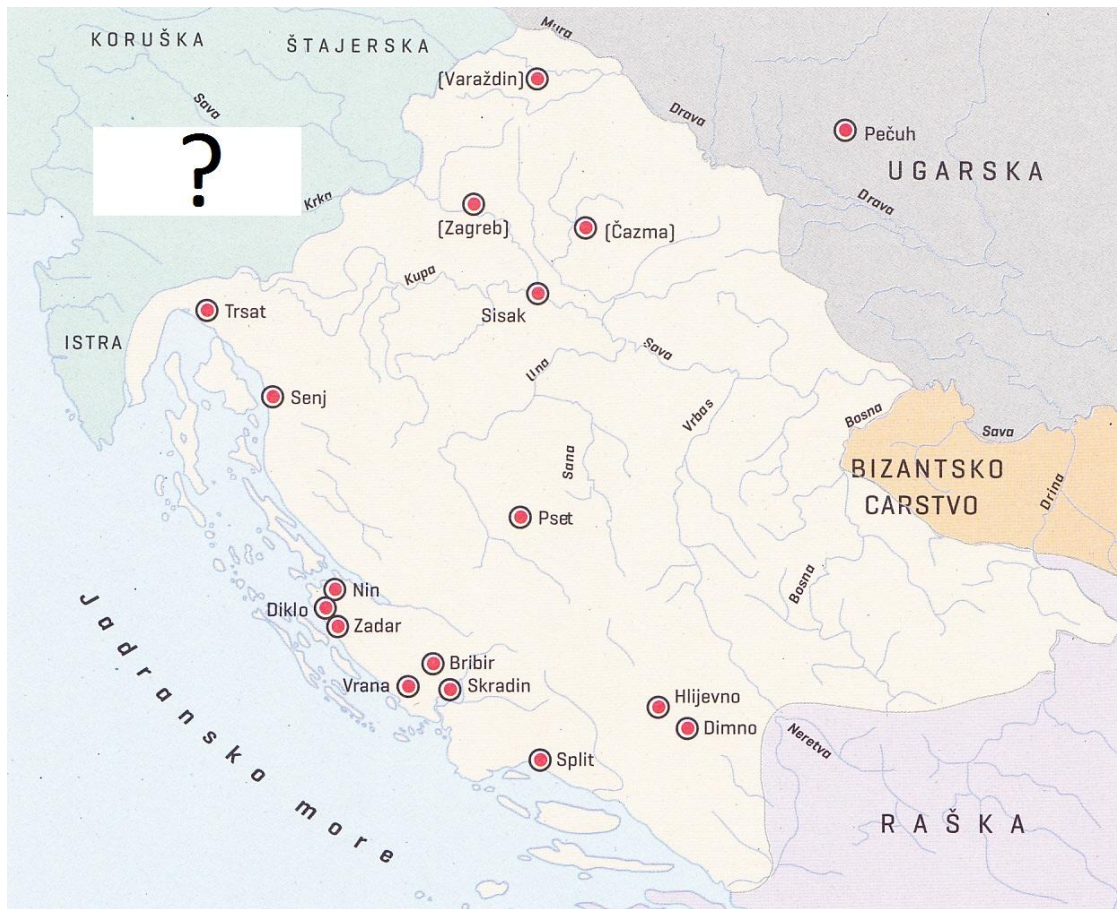 KORUŠKA
ŠTAJERSKA
Mura
(Varaždin)
Sava
Drava
Pečuh
UGARSKA
?
Krka
Drava
(Zagreb)
(Čazma)
Kupa
Trsat
Sisak
ISTRA
Sava
Una
Senj
Vrbas
Bosna
Sava
Sana
BIZANTSKO
CARSTVO
Drina
Pset
Bosna
Nin
Diklo
Zadar
Jadransko more
Bribir
Vrana
Skradin
Hlijevno
Dimno
Neretva
Split
RAŠKA